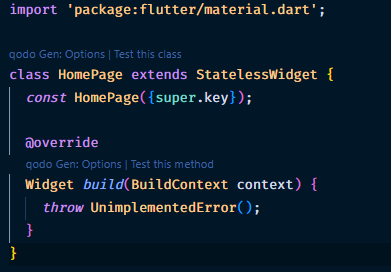 import 'package:flutter/material.dart';
qodo Gen: Options | Test this class
class HomePage extends StatelessWidget {
const HomePage({super.key});
@override
qodo Gen: Options | Test this method
Widget build(BuildContext context) {
throw UnimplementedError();
}
}